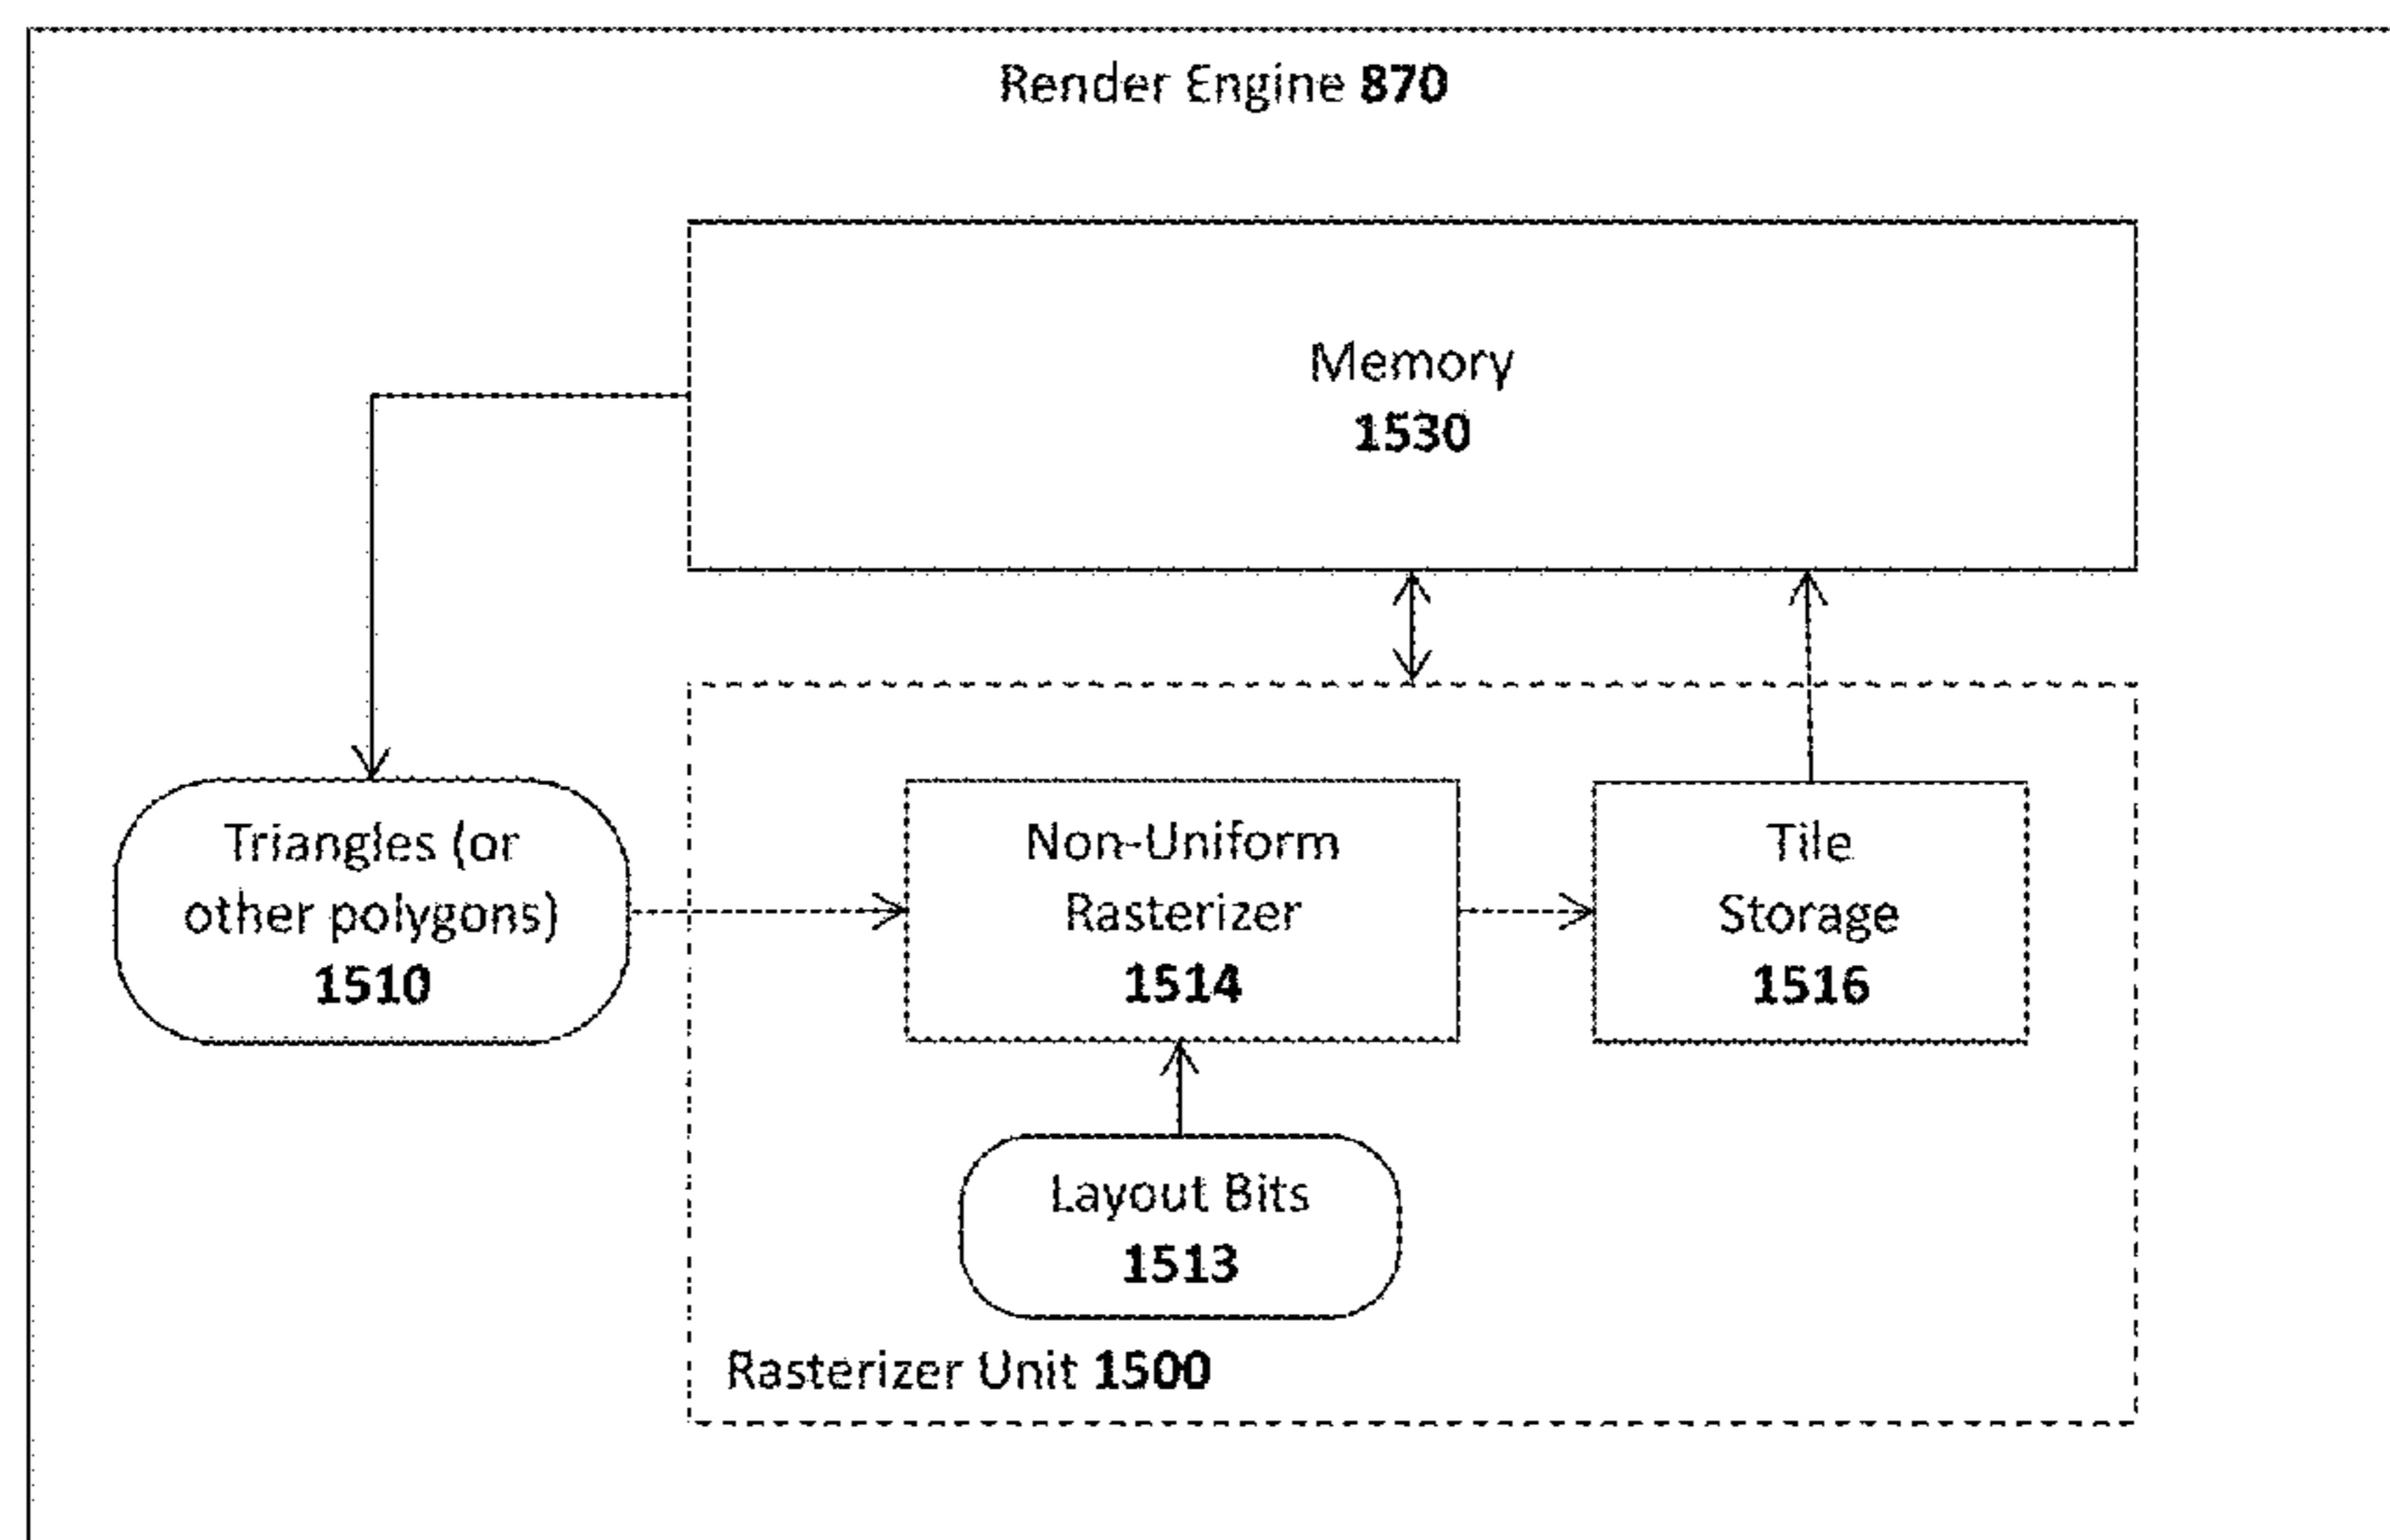 Render Engine 870
Memory
1530
Triangles (or
other polygons)
1510
Non-Uniform
Rasterizer
1514
Tile
Storage
1516
Layout Bits
1513
Rasterizer Unit 1500